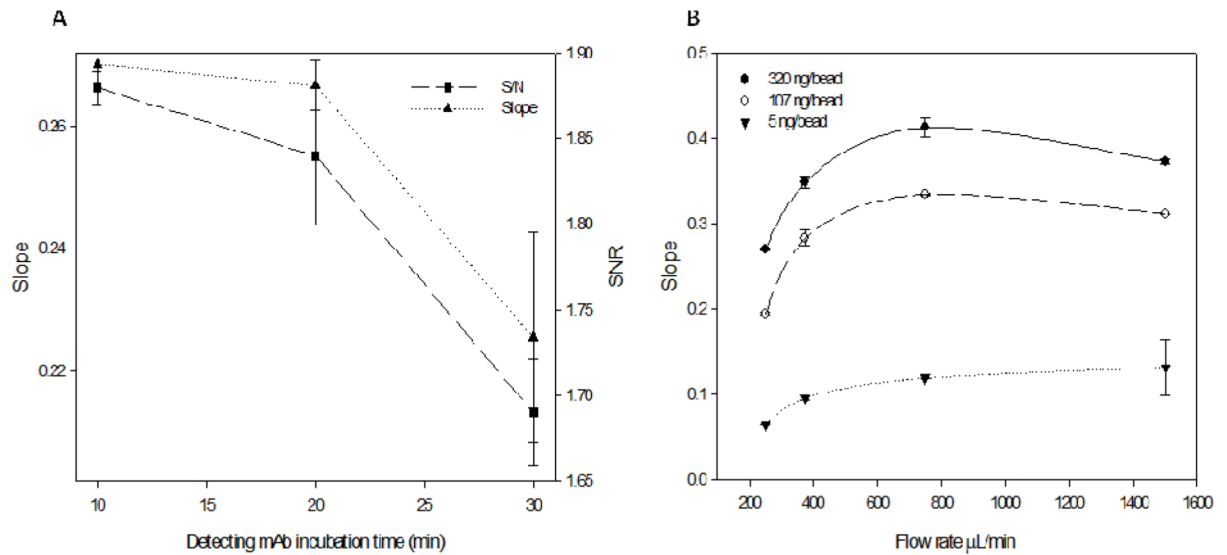 A
S/N
Slope
0.26
0.24
0.22
Slope
1.90
1.85
1.80
1.75
1.70
1.65
SNR
10 15 20 25 30
Detecting mAb incubation time (min)
B
320 ng/bead
107 ng/bead
5 ng/bead
0.5
0.4
0.3
0.2
0.1
0.0
Slope
200 400 600 800 1000 1200 1400 1600
Flow rate µL/min